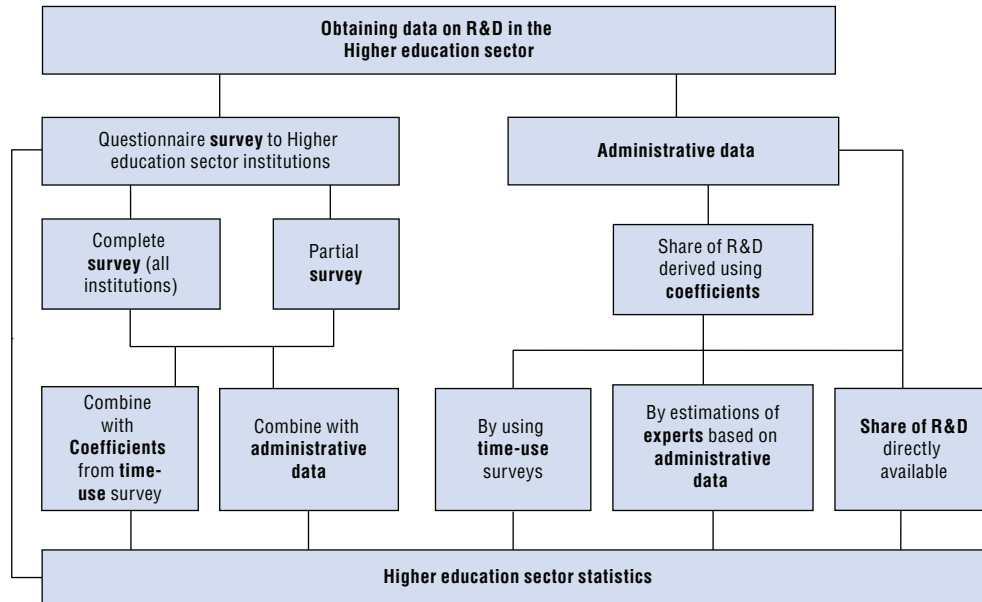 Obtaining data on R&D in the
Higher education sector
Questionnaire survey to Higher
education sector institutions
Administrative data
Complete
survey (all
institutions)
Partial
survey
Share of R&D
derived using
coefficients
Combine
with
Coefficients
from time-
use survey
Combine with
administrative
data
By using
time-use
surveys
By estimations of
experts based on
administrative
data
Share of R&D
directly
available
Higher education sector statistics